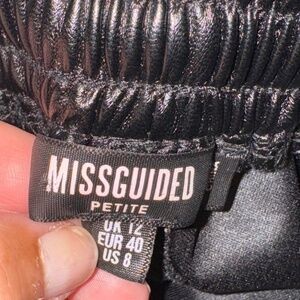 MISSGUIDED
PETITE
UK 12
EUR 40
US 8